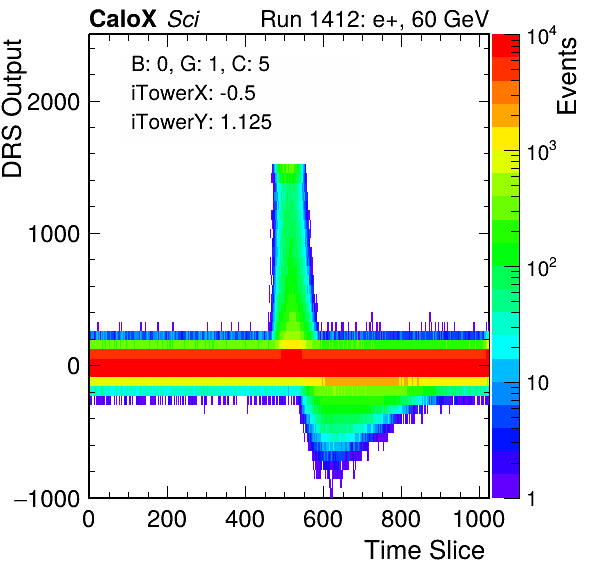 CaloX Sci Run 1412: e+, 60 GeV
B: 0, G: 1, C: 5
iTowerX: -0.5
iTowerY: 1.125
DRS Output
2000
1000
0
−1000
0 200 400 600 800 1000
Time Slice
Events
10^4
10^3
10^2
10
1